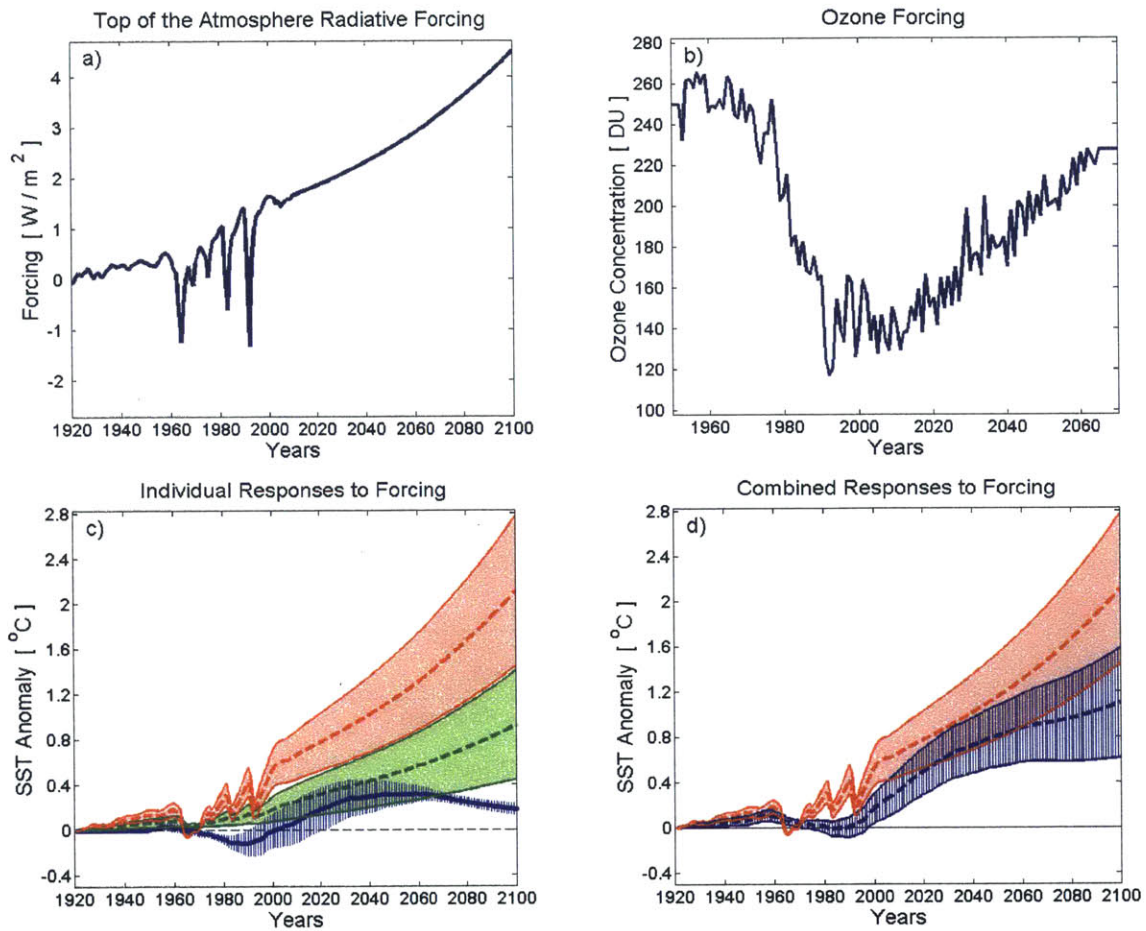 Top of the Atmosphere Radiative Forcing
a)
4
3
2
1
0
-1
-2
Forcing [ W / m 2 ]
1920 1940 1960 1980 2000 2020 2040 2060 2080 2100
Years
Ozone Forcing
b)
280
260
240
220
200
180
160
140
120
100
Ozone Concentration [ DU ]
1960 1980 2000 2020 2040 2060
Years
Individual Responses to Forcing
c)
2.8
2.4
2
1.6
1.2
0.8
0.4
0
-0.4
SST Anomaly [ °C ]
1920 1940 1960 1980 2000 2020 2040 2060 2080 2100
Years
Combined Responses to Forcing
d)
2.8
2.4
2
1.6
1.2
0.8
0.4
0
-0.4
SST Anomaly [ °C ]
1920 1940 1960 1980 2000 2020 2040 2060 2080 2100
Years